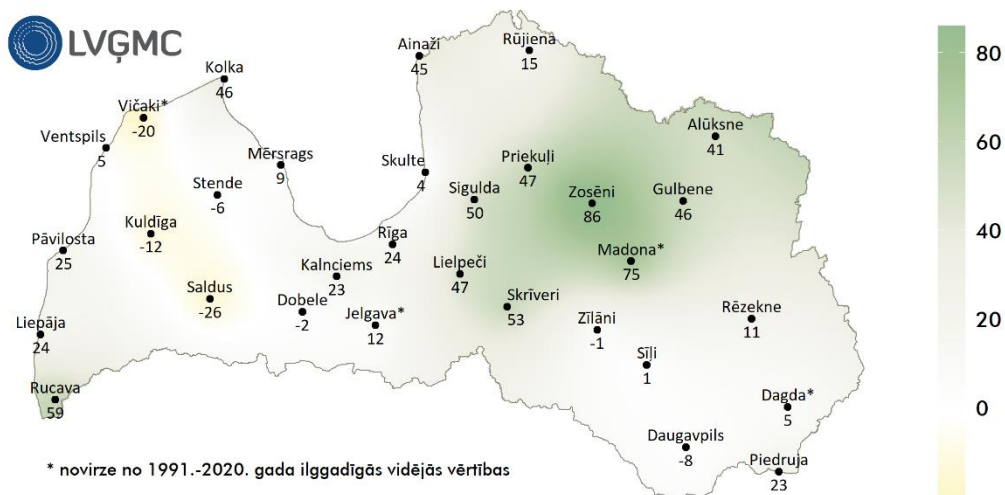 LVĢMC
Ainaži
45
Rūjiena
15
Kolka
46
Vičaki*
-20
Ventspils
5
Mērsrags
9
Stende
-6
Skulte
4
Sigulda
50
Priekuļi
47
Alūksne
41
Zosēni
86
Gulbene
46
Kuldīga
-12
Pāvilosta
25
Rīga
24
Kalnciems
23
Lielpeči
47
Madona*
75
Saldus
-26
Dobele
-2
Jelgava*
12
Skrīveri
53
Zīlāni
-1
Rēzekne
11
Liepāja
24
Sīļi
1
Rucava
59
Dagda*
5
Daugavpils
-8
Piedruja
23
* novirze no 1991.-2020. gada ilggadīgās vidējās vērtības
80
60
40
20
0